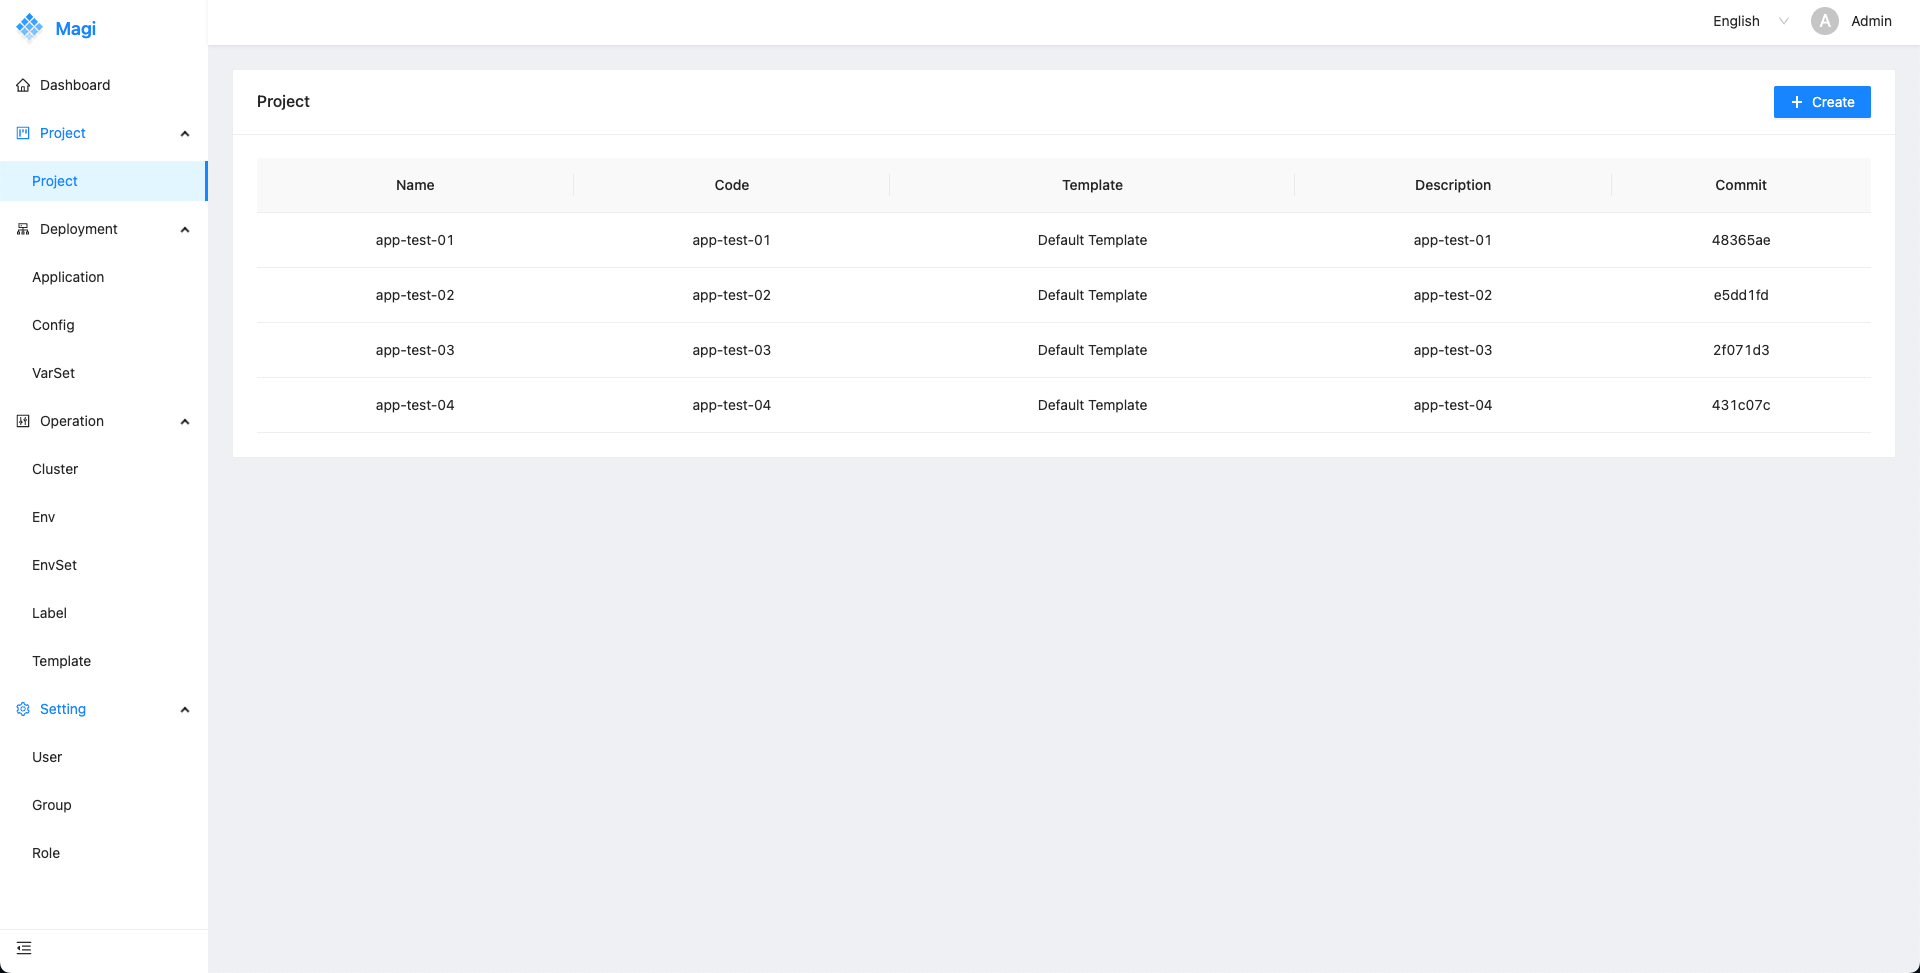 Magi
English
A
Admin
Dashboard
Project
Project
Deployment
Application
Config
VarSet
Operation
Cluster
Env
EnvSet
Label
Template
Setting
User
Group
Role
Project
Create
Name Code Template Description Commit
app-test-01 app-test-01 Default Template app-test-01 48365ae
app-test-02 app-test-02 Default Template app-test-02 e5dd1fd
app-test-03 app-test-03 Default Template app-test-03 2f071d3
app-test-04 app-test-04 Default Template app-test-04 431c07c